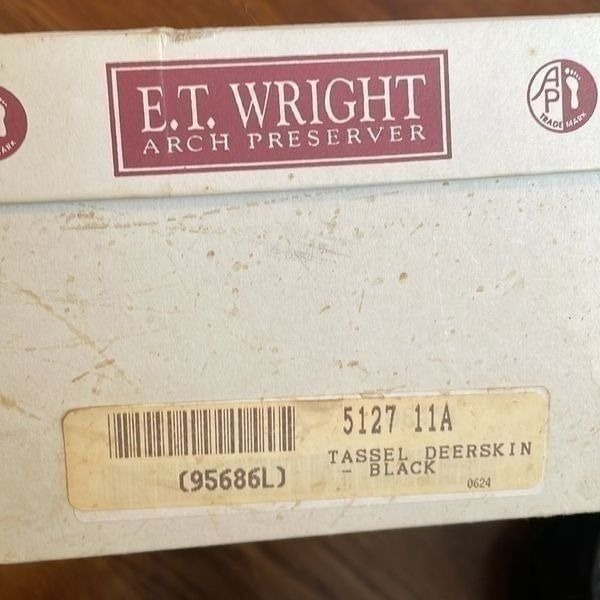 E.T. WRIGHT
ARCH PRESERVER
AP
TRADE MARK
5127 11A
TASSEL DEERSKIN
- BLACK
(95686L)
0624